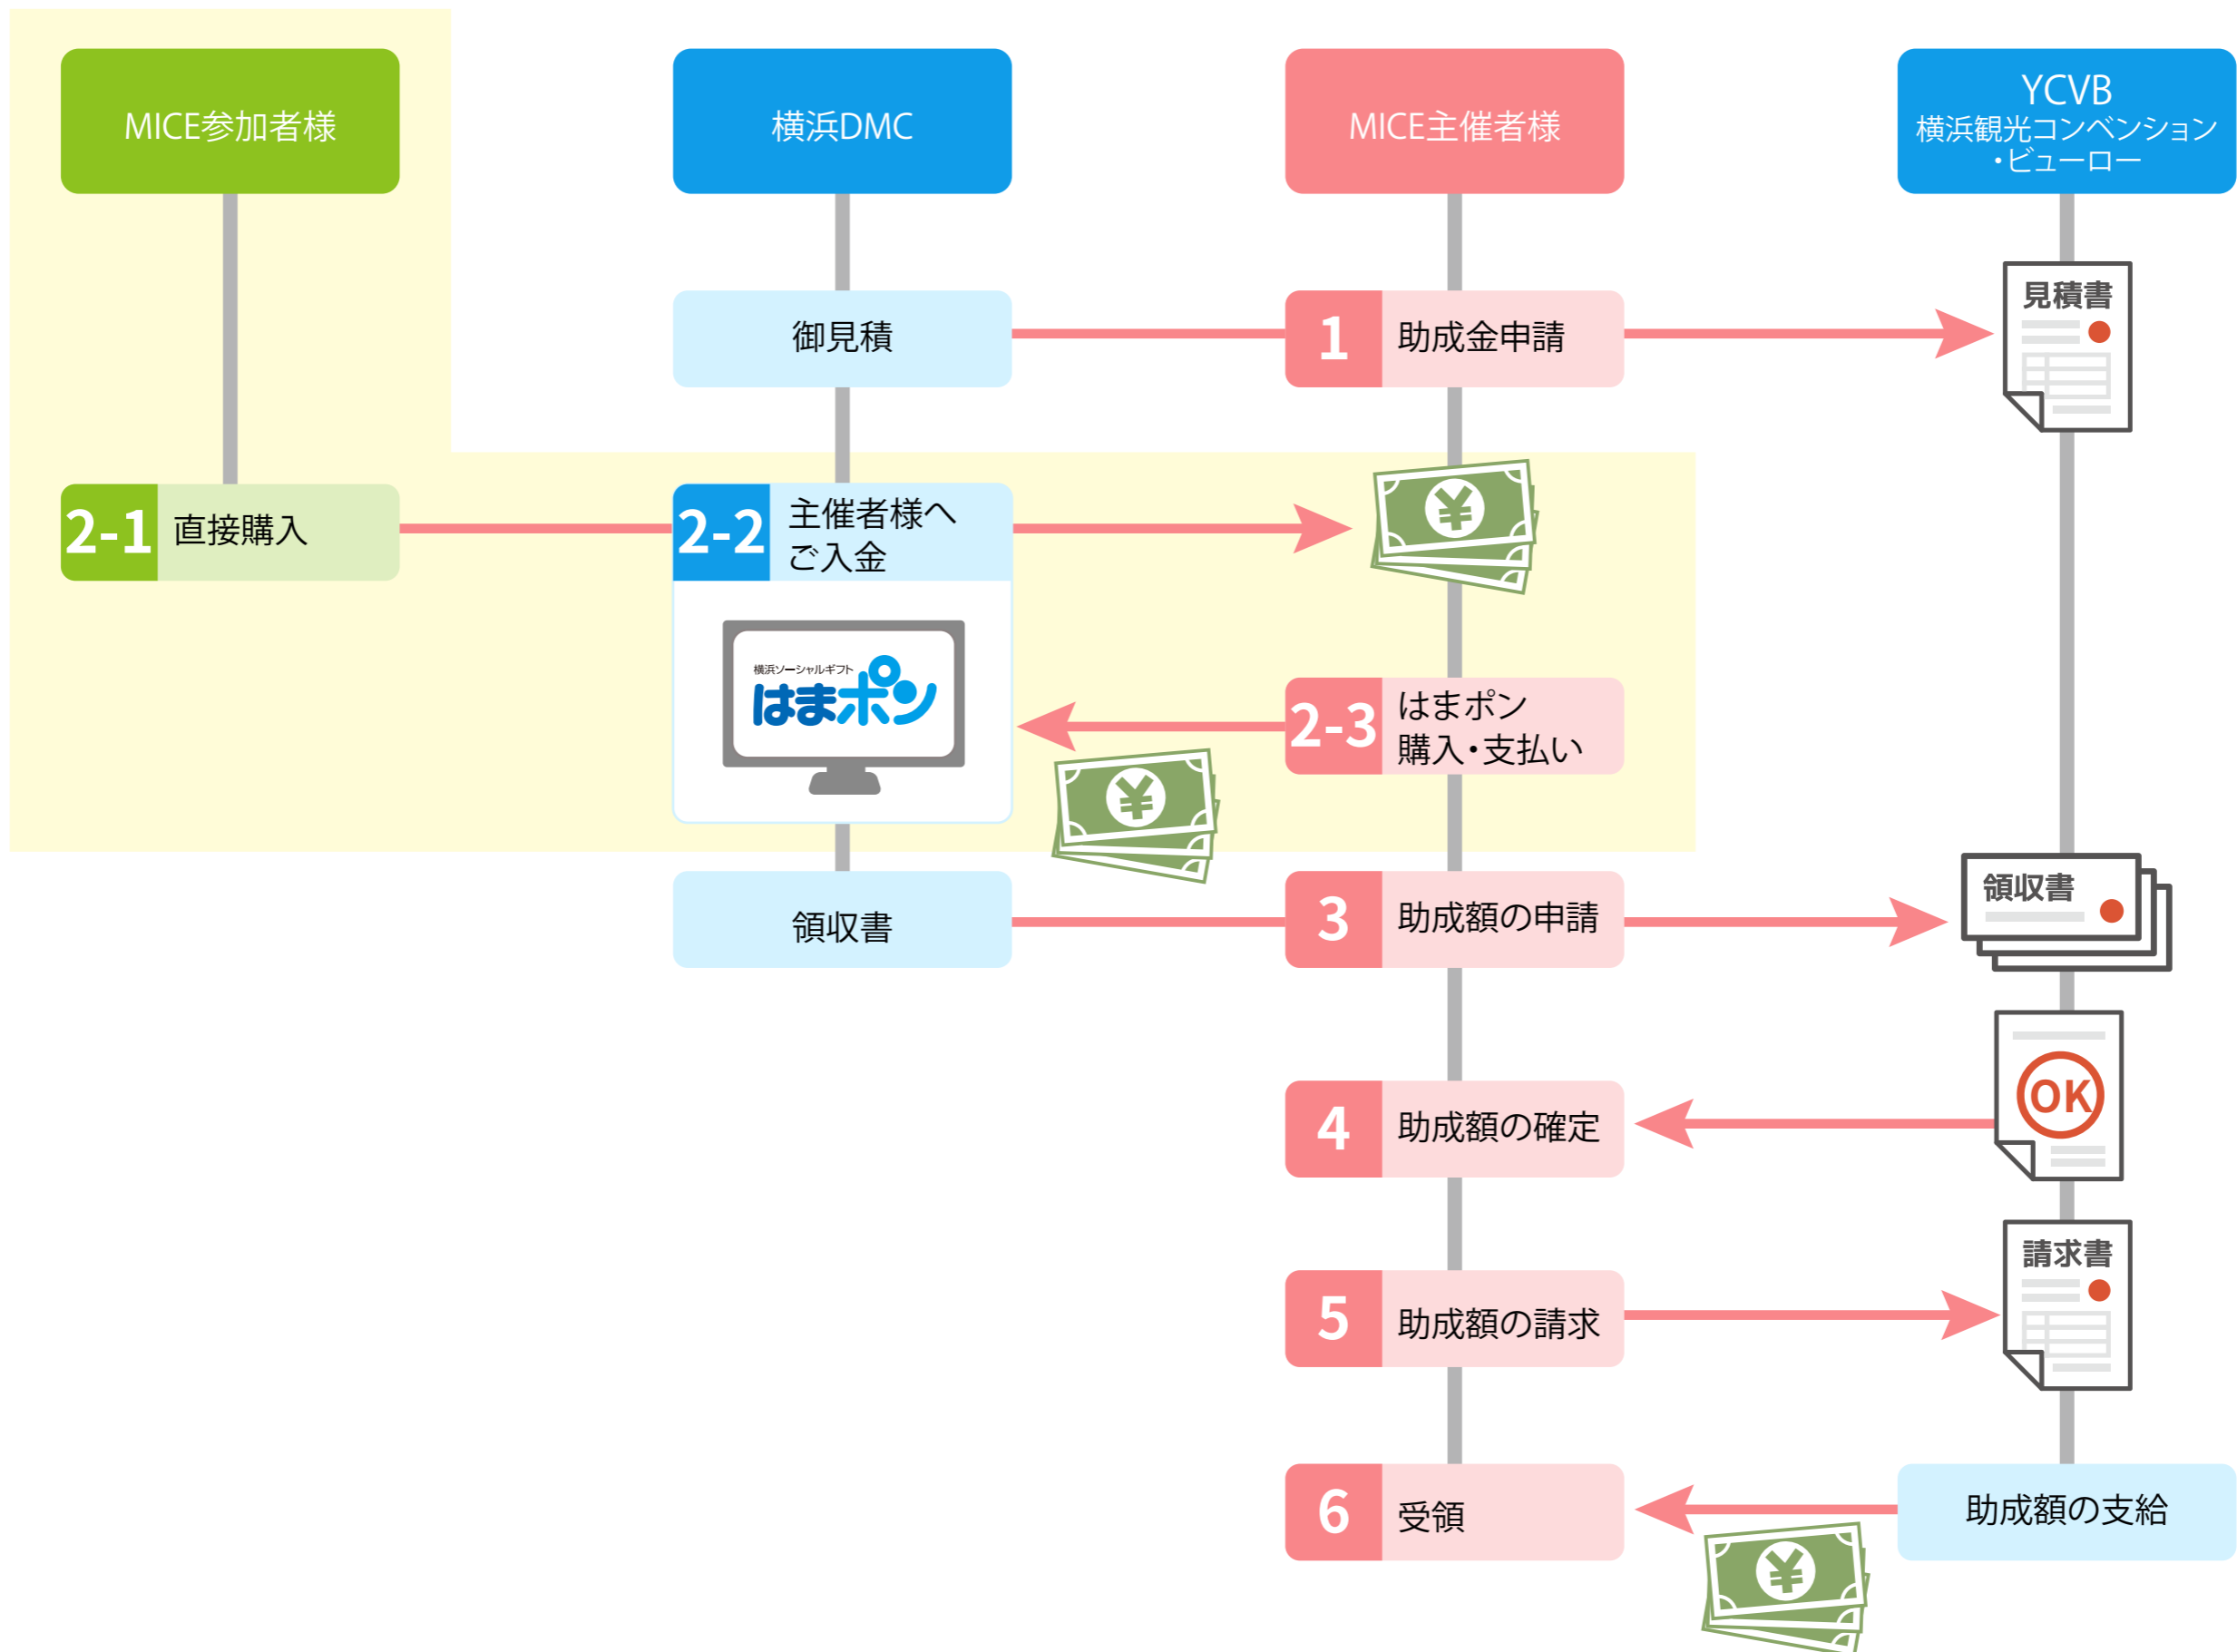 MICE参加者様
横浜DMC
MICE主催者様
YCVB
横浜観光コンベンション
・ビューロー
御見積
1 助成金申請
見積書
2-1 直接購入
2-2 主催者様へ
ご入金
¥
横浜ソーシャルギフト
はまポン
2-3 はまポン
購入・支払い
¥
領収書
3 助成額の申請
領収書
4 助成額の確定
OK
5 助成額の請求
請求書
6 受領
助成額の支給
¥